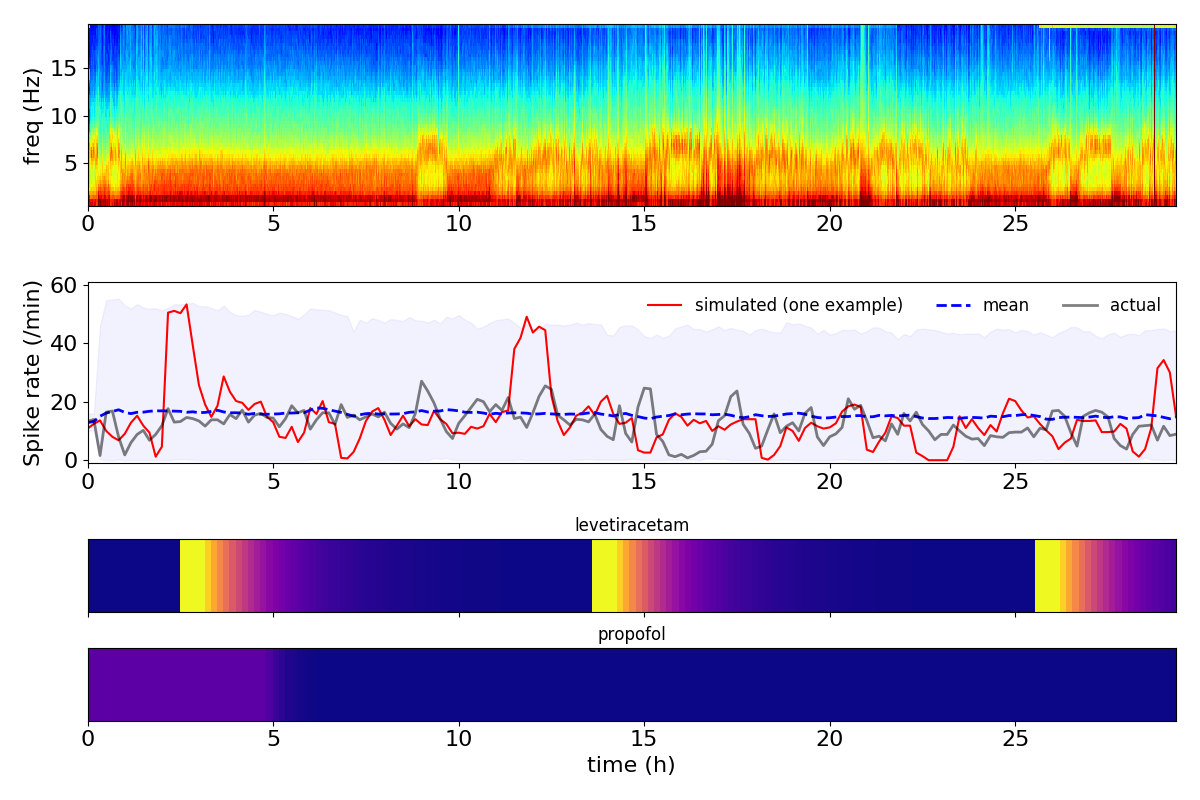 freq (Hz)
15
10
5
0 5 10 15 20 25
Spike rate (/min)
60
40
20
0
simulated (one example) mean actual
0 5 10 15 20 25
levetiracetam
propofol
0 5 10 15 20 25
time (h)